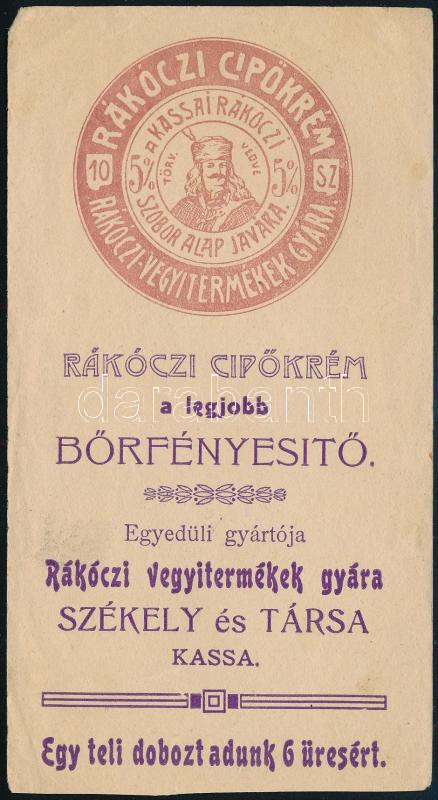 RÁKÓCZI CIPŐKRÉM
10
SZ
RÁKÓCZI-VEGYITERMÉKEK GYÁRA.
5% A KASSAI RÁKÓCZI 5%
TÖRV. VEDVE
SZOBOR ALAP JAVÁRA.
RÁKÓCZI CIPŐKRÉM
a legjobb
BŐRFÉNYESITŐ.
Egyedüli gyártója
Rákóczi vegyitermékek gyára
SZÉKELY és TÁRSA
KASSA.
Egy teli dobozt adunk 6 üresért.
darabanth